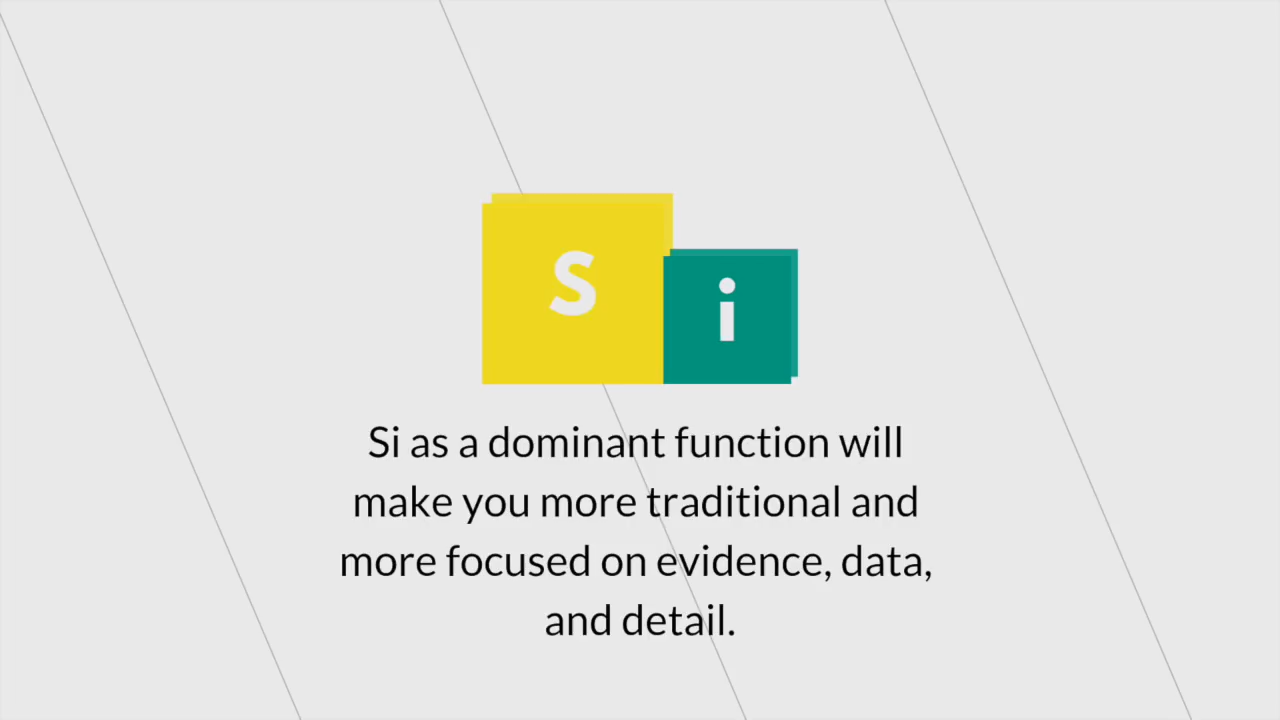 S i
Si as a dominant function will
make you more traditional and
more focused on evidence, data,
and detail.